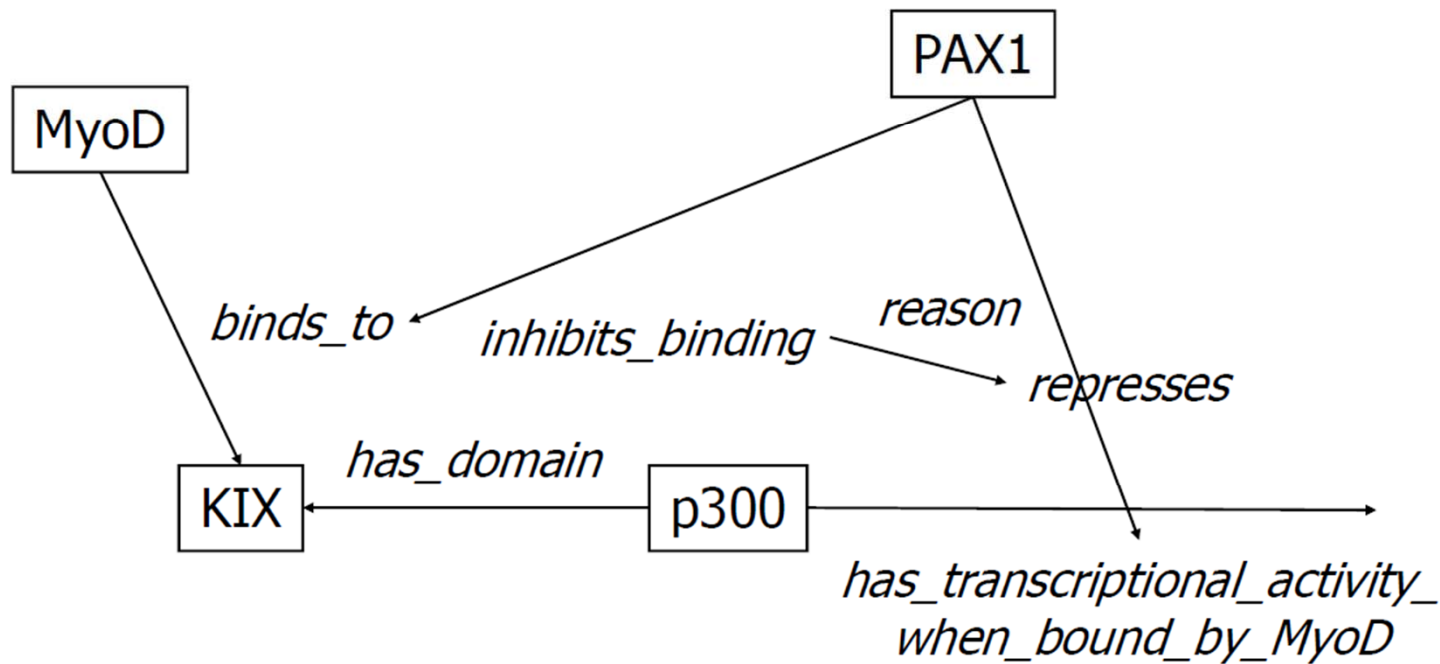 PAX1
MyoD
binds_to
inhibits_binding
reason
represses
has_domain
KIX
p300
has_transcriptional_activity_
when_bound_by_MyoD